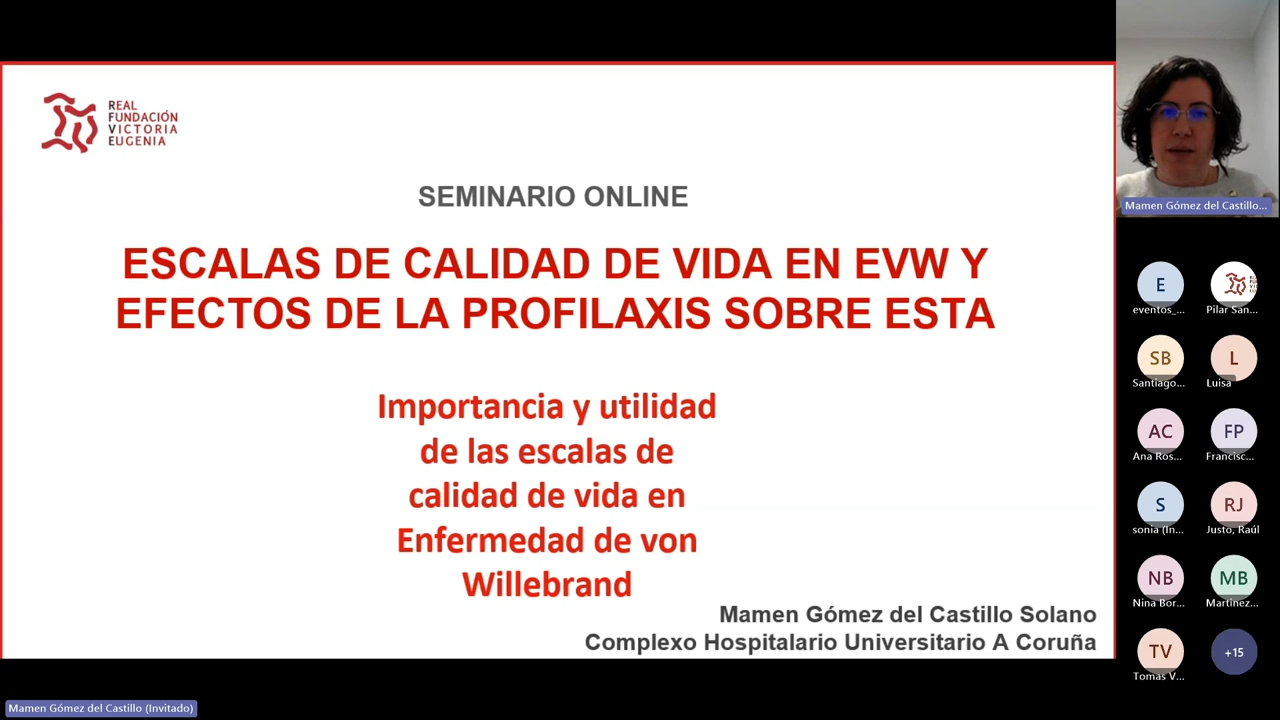 REAL
FUNDACIÓN
VICTORIA
EUGENIA
SEMINARIO ONLINE
ESCALAS DE CALIDAD DE VIDA EN EVW Y
EFECTOS DE LA PROFILAXIS SOBRE ESTA
Importancia y utilidad
de las escalas de
calidad de vida en
Enfermedad de von
Willebrand
Mamen Gómez del Castillo Solano
Complexo Hospitalario Universitario A Coruña
Mamen Gómez del Castillo (Invitado)
Mamen Gómez del Castillo...
E
eventos_...
Pilar San...
SB
Santiago...
L
Luisa
AC
Ana Ros...
FP
Francisc...
S
sonia (In...
RJ
Justo, Raúl
NB
Nina Bor...
MB
Martínez...
TV
Tomas V...
+15